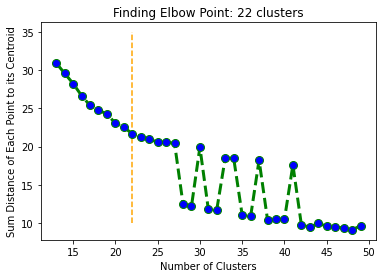 Finding Elbow Point: 22 clusters
Sum Distance of Each Point to its Centroid
35
30
25
20
15
10
15 20 25 30 35 40 45 50
Number of Clusters